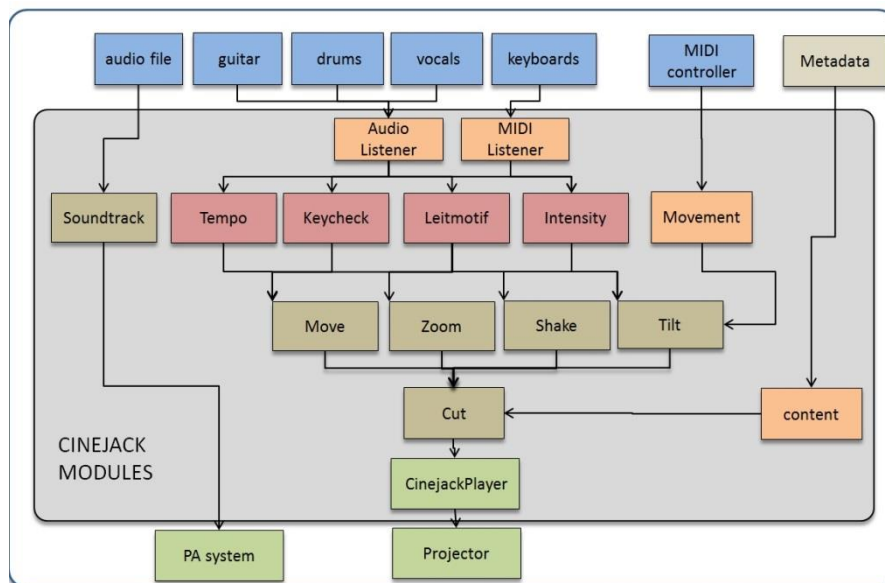 audio file
guitar
drums
vocals
keyboards
MIDI
controller
Metadata
Audio
Listener
MIDI
Listener
Soundtrack
Tempo
Keycheck
Leitmotif
Intensity
Movement
Move
Zoom
Shake
Tilt
Cut
content
CINEJACK
MODULES
CinejackPlayer
PA system
Projector